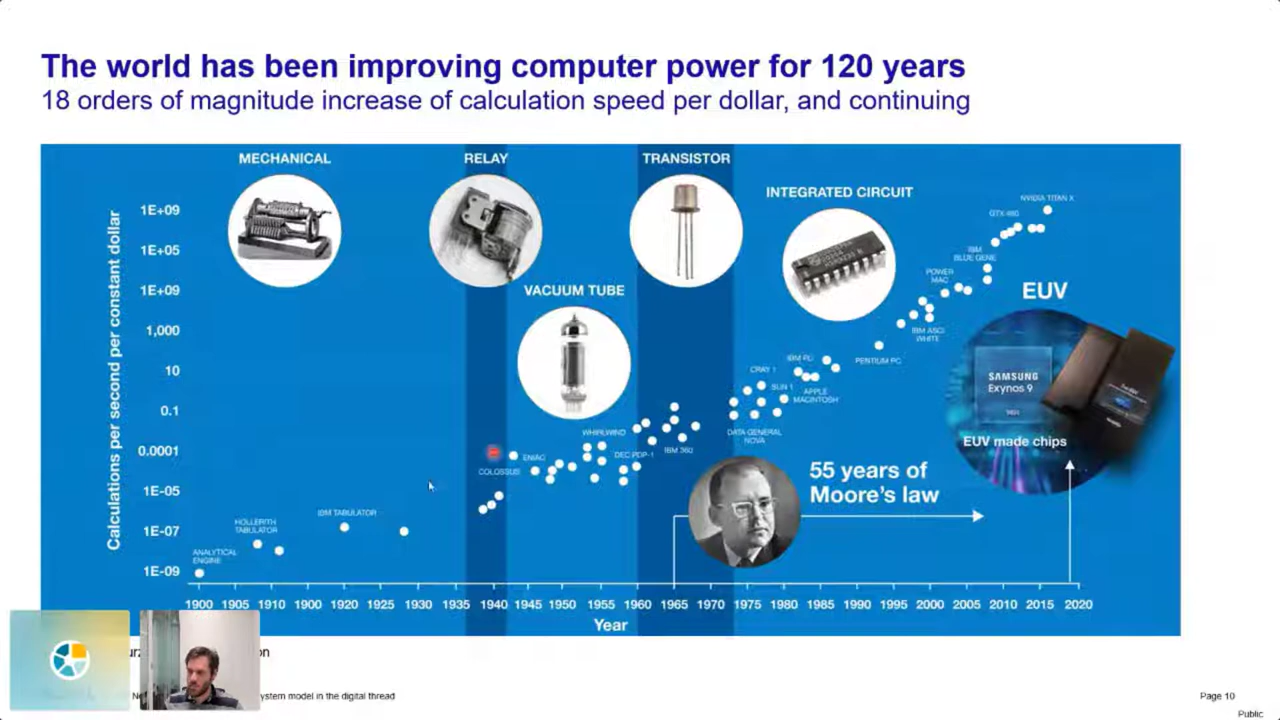 The world has been improving computer power for 120 years
18 orders of magnitude increase of calculation speed per dollar, and continuing
MECHANICAL
RELAY
TRANSISTOR
INTEGRATED CIRCUIT
VACUUM TUBE
EUV
Calculations per second per constant dollar
1E+09
1E+05
1E+09
1,000
10
0.1
0.0001
1E-05
1E-07
1E-09
NVIDIA TITAN X
IBM
BLUE GENE
POWER
MAC
IBM ASCI
WHITE
PENTIUM PC
IBM PC
CRAY 1
SUN 1
APPLE
MACINTOSH
DATA GENERAL
NOVA
WHIRLWIND
DEC PDP-1
IBM 360
ENIAC
COLOSSUS
IBM TABULATOR
HOLLERITH
TABULATOR
ANALYTICAL
ENGINE
SAMSUNG
Exynos 9
EUV made chips
55 years of
Moore's law
1900 1905 1910 1900 1920 1925 1930 1935 1940 1945 1950 1955 1960 1965 1970 1975 1980 1985 1990 1995 2000 2005 2010 2015 2020
Year
ystem model in the digital thread
Page 10
Public